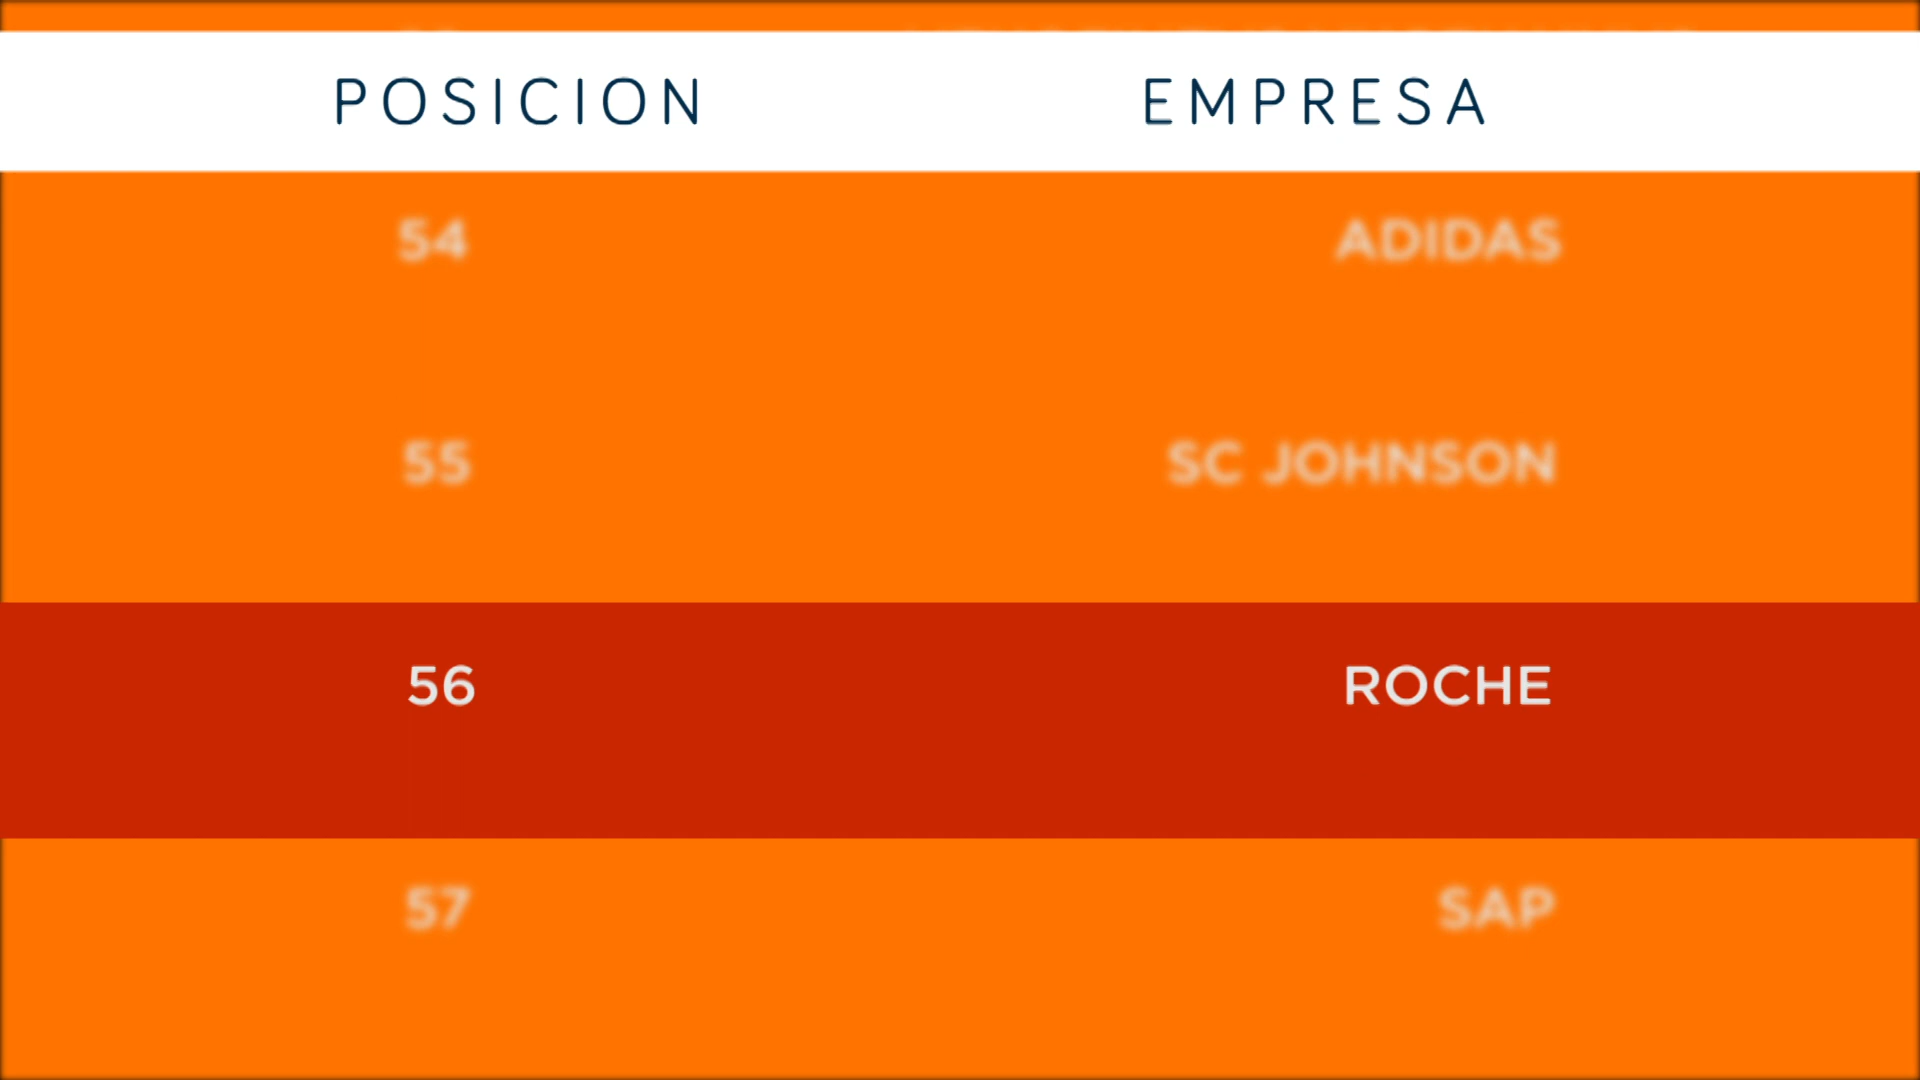 POSICION EMPRESA
54 ADIDAS
55 SC JOHNSON
56 ROCHE
57 SAP